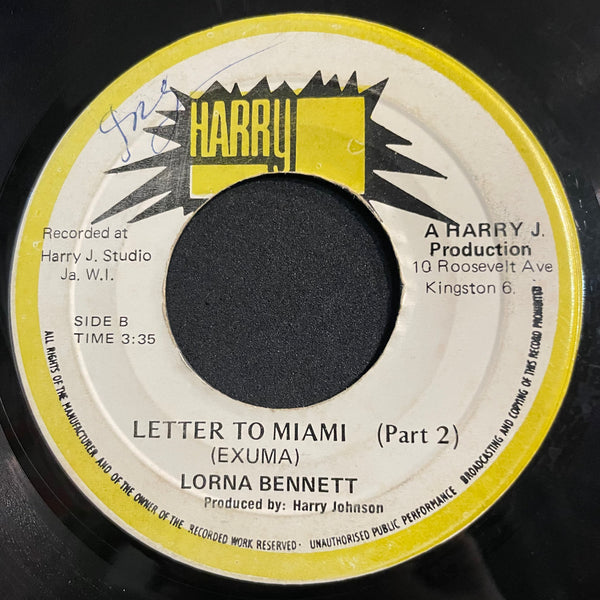 HARRY J
Recorded at
Harry J. Studio
Ja. W.I.
A HARRY J.
Production
10 Roosevelt Ave
Kingston 6.
SIDE B
TIME 3:35
LETTER TO MIAMI (Part 2)
(EXUMA)
LORNA BENNETT
Produced by: Harry Johnson
ALL RIGHTS OF THE MANUFACTURER AND OF THE OWNER OF THE RECORDED WORK RESERVED · UNAUTHORISED PUBLIC PERFORMANCE BROADCASTING AND COPYING OF THIS RECORD PROHIBITED